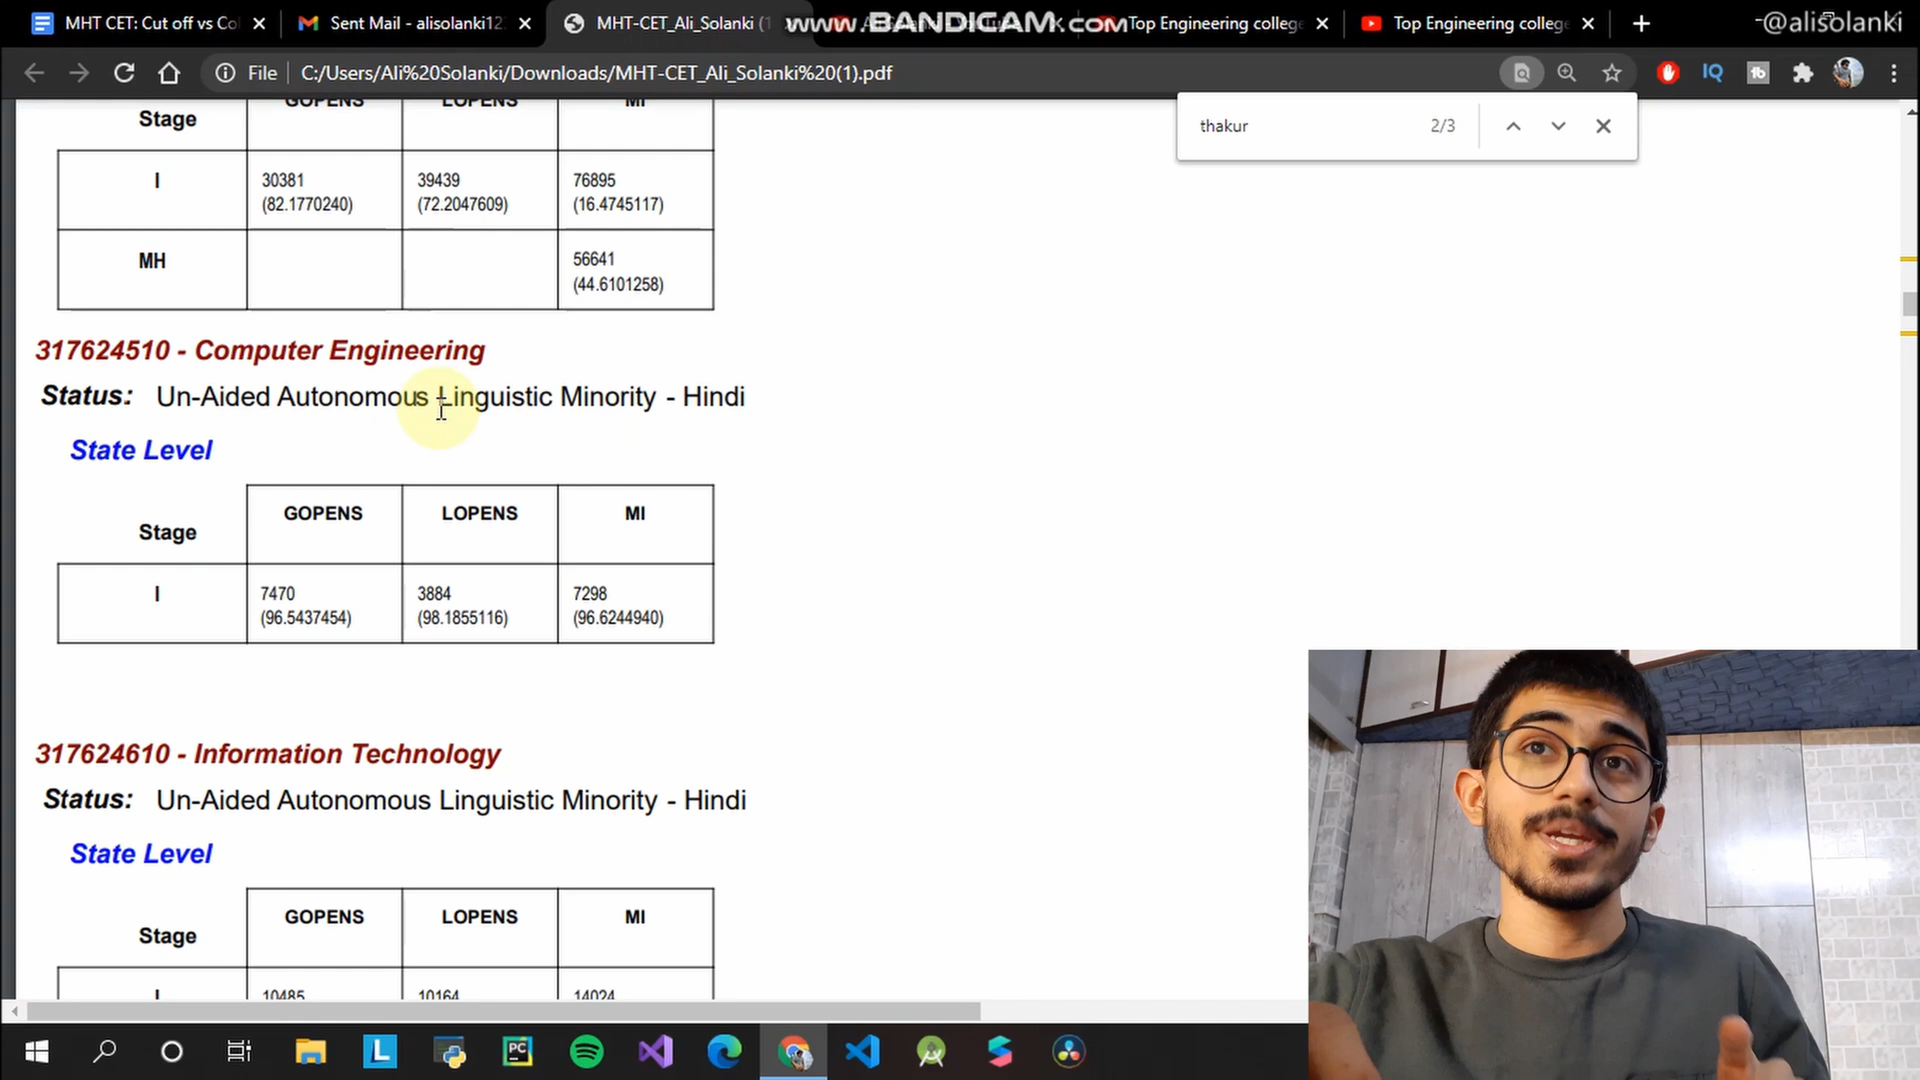 MHT CET: Cut off vs Col
Sent Mail - alisolanki12
MHT-CET_Ali_Solanki (1
www.BANDICAM.com
Top Engineering colleg
Top Engineering colleg
@alisolanki
File
C:/Users/Ali%20Solanki/Downloads/MHT-CET_Ali_Solanki%20(1).pdf
thakur
2/3
GOPENS LOPENS MI
Stage
I 30381 39439 76895
(82.1770240) (72.2047609) (16.4745117)
MH 56641
(44.6101258)
317624510 - Computer Engineering
Status: Un-Aided Autonomous Linguistic Minority - Hindi
State Level
GOPENS LOPENS MI
Stage
I 7470 3884 7298
(96.5437454) (98.1855116) (96.6244940)
317624610 - Information Technology
Status: Un-Aided Autonomous Linguistic Minority - Hindi
State Level
GOPENS LOPENS MI
Stage
I 10485 10164 14024